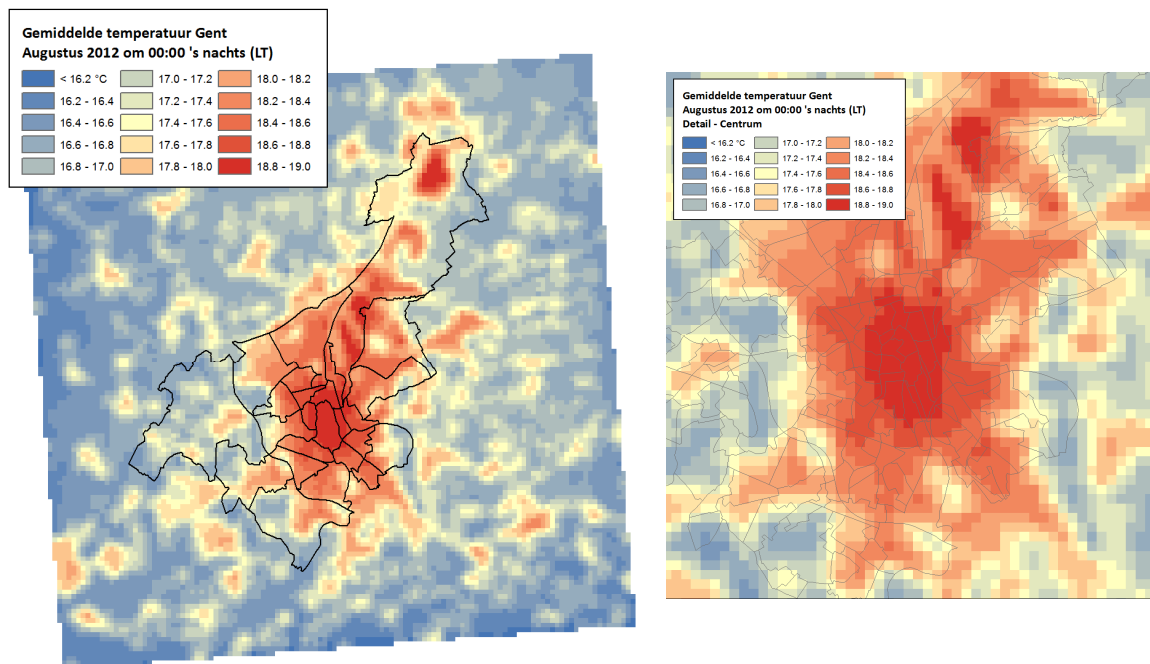 Gemiddelde temperatuur Gent
Augustus 2012 om 00:00 's nachts (LT)
< 16.2 °C 17.0 - 17.2 18.0 - 18.2
16.2 - 16.4 17.2 - 17.4 18.2 - 18.4
16.4 - 16.6 17.4 - 17.6 18.4 - 18.6
16.6 - 16.8 17.6 - 17.8 18.6 - 18.8
16.8 - 17.0 17.8 - 18.0 18.8 - 19.0
Gemiddelde temperatuur Gent
Augustus 2012 om 00:00 's nachts (LT)
Detail - Centrum
< 16.2 °C 17.0 - 17.2 18.0 - 18.2
16.2 - 16.4 17.2 - 17.4 18.2 - 18.4
16.4 - 16.6 17.4 - 17.6 18.4 - 18.6
16.6 - 16.8 17.6 - 17.8 18.6 - 18.8
16.8 - 17.0 17.8 - 18.0 18.8 - 19.0